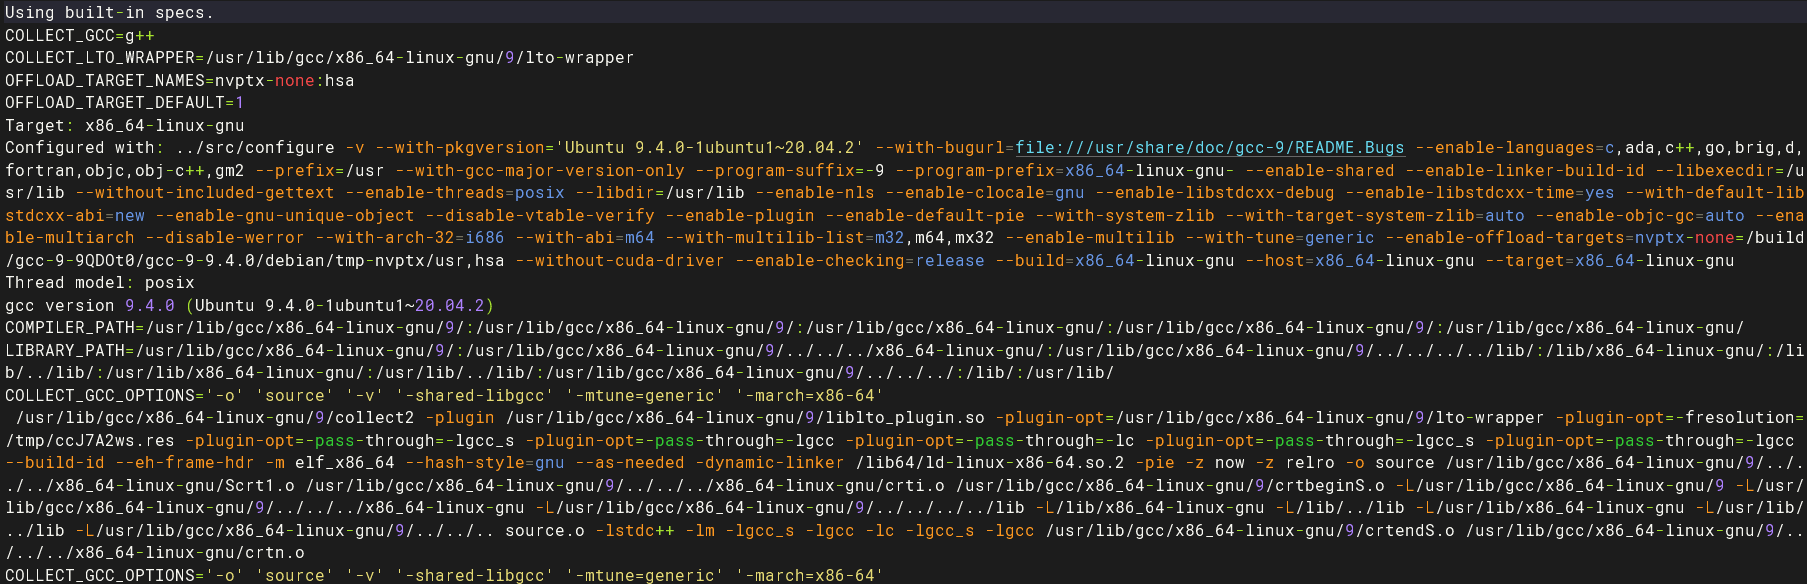 Using built-in specs.
COLLECT_GCC=g++
COLLECT_LTO_WRAPPER=/usr/lib/gcc/x86_64-linux-gnu/9/lto-wrapper
OFFLOAD_TARGET_NAMES=nvptx-none:hsa
OFFLOAD_TARGET_DEFAULT=1
Target: x86_64-linux-gnu
Configured with: ../src/configure -v --with-pkgversion='Ubuntu 9.4.0-1ubuntu1~20.04.2' --with-bugurl=file:///usr/share/doc/gcc-9/README.Bugs --enable-languages=c,ada,c++,go,brig,d,
fortran,objc,obj-c++,gm2 --prefix=/usr --with-gcc-major-version-only --program-suffix=-9 --program-prefix=x86_64-linux-gnu- --enable-shared --enable-linker-build-id --libexecdir=/u
sr/lib --without-included-gettext --enable-threads=posix --libdir=/usr/lib --enable-nls --enable-clocale=gnu --enable-libstdcxx-debug --enable-libstdcxx-time=yes --with-default-lib
stdcxx-abi=new --enable-gnu-unique-object --disable-vtable-verify --enable-plugin --enable-default-pie --with-system-zlib --with-target-system-zlib=auto --enable-objc-gc=auto --ena
ble-multiarch --disable-werror --with-arch-32=i686 --with-abi=m64 --with-multilib-list=m32,m64,mx32 --enable-multilib --with-tune=generic --enable-offload-targets=nvptx-none=/build
/gcc-9-9QDOt0/gcc-9-9.4.0/debian/tmp-nvptx/usr,hsa --without-cuda-driver --enable-checking=release --build=x86_64-linux-gnu --host=x86_64-linux-gnu --target=x86_64-linux-gnu
Thread model: posix
gcc version 9.4.0 (Ubuntu 9.4.0-1ubuntu1~20.04.2)
COMPILER_PATH=/usr/lib/gcc/x86_64-linux-gnu/9/:/usr/lib/gcc/x86_64-linux-gnu/9/:/usr/lib/gcc/x86_64-linux-gnu/:/usr/lib/gcc/x86_64-linux-gnu/9/:/usr/lib/gcc/x86_64-linux-gnu/
LIBRARY_PATH=/usr/lib/gcc/x86_64-linux-gnu/9/:/usr/lib/gcc/x86_64-linux-gnu/9/../../../x86_64-linux-gnu/:/usr/lib/gcc/x86_64-linux-gnu/9/../../../../lib/:/lib/x86_64-linux-gnu/:/li
b/../lib/:/usr/lib/x86_64-linux-gnu/:/usr/lib/../lib/:/usr/lib/gcc/x86_64-linux-gnu/9/../../../:/lib/:/usr/lib/
COLLECT_GCC_OPTIONS='-o' 'source' '-v' '-shared-libgcc' '-mtune=generic' '-march=x86-64'
 /usr/lib/gcc/x86_64-linux-gnu/9/collect2 -plugin /usr/lib/gcc/x86_64-linux-gnu/9/liblto_plugin.so -plugin-opt=/usr/lib/gcc/x86_64-linux-gnu/9/lto-wrapper -plugin-opt=-fresolution=
/tmp/ccJ7A2ws.res -plugin-opt=-pass-through=-lgcc_s -plugin-opt=-pass-through=-lgcc -plugin-opt=-pass-through=-lc -plugin-opt=-pass-through=-lgcc_s -plugin-opt=-pass-through=-lgcc
--build-id --eh-frame-hdr -m elf_x86_64 --hash-style=gnu --as-needed -dynamic-linker /lib64/ld-linux-x86-64.so.2 -pie -z now -z relro -o source /usr/lib/gcc/x86_64-linux-gnu/9/../.
./../x86_64-linux-gnu/Scrt1.o /usr/lib/gcc/x86_64-linux-gnu/9/../../../x86_64-linux-gnu/crti.o /usr/lib/gcc/x86_64-linux-gnu/9/crtbeginS.o -L/usr/lib/gcc/x86_64-linux-gnu/9 -L/usr/
lib/gcc/x86_64-linux-gnu/9/../../../x86_64-linux-gnu -L/usr/lib/gcc/x86_64-linux-gnu/9/../../../../lib -L/lib/x86_64-linux-gnu -L/lib/../lib -L/usr/lib/x86_64-linux-gnu -L/usr/lib/
../lib -L/usr/lib/gcc/x86_64-linux-gnu/9/../../.. source.o -lstdc++ -lm -lgcc_s -lgcc -lc -lgcc_s -lgcc /usr/lib/gcc/x86_64-linux-gnu/9/crtendS.o /usr/lib/gcc/x86_64-linux-gnu/9/..
/../../x86_64-linux-gnu/crtn.o
COLLECT_GCC_OPTIONS='-o' 'source' '-v' '-shared-libgcc' '-mtune=generic' '-march=x86-64'